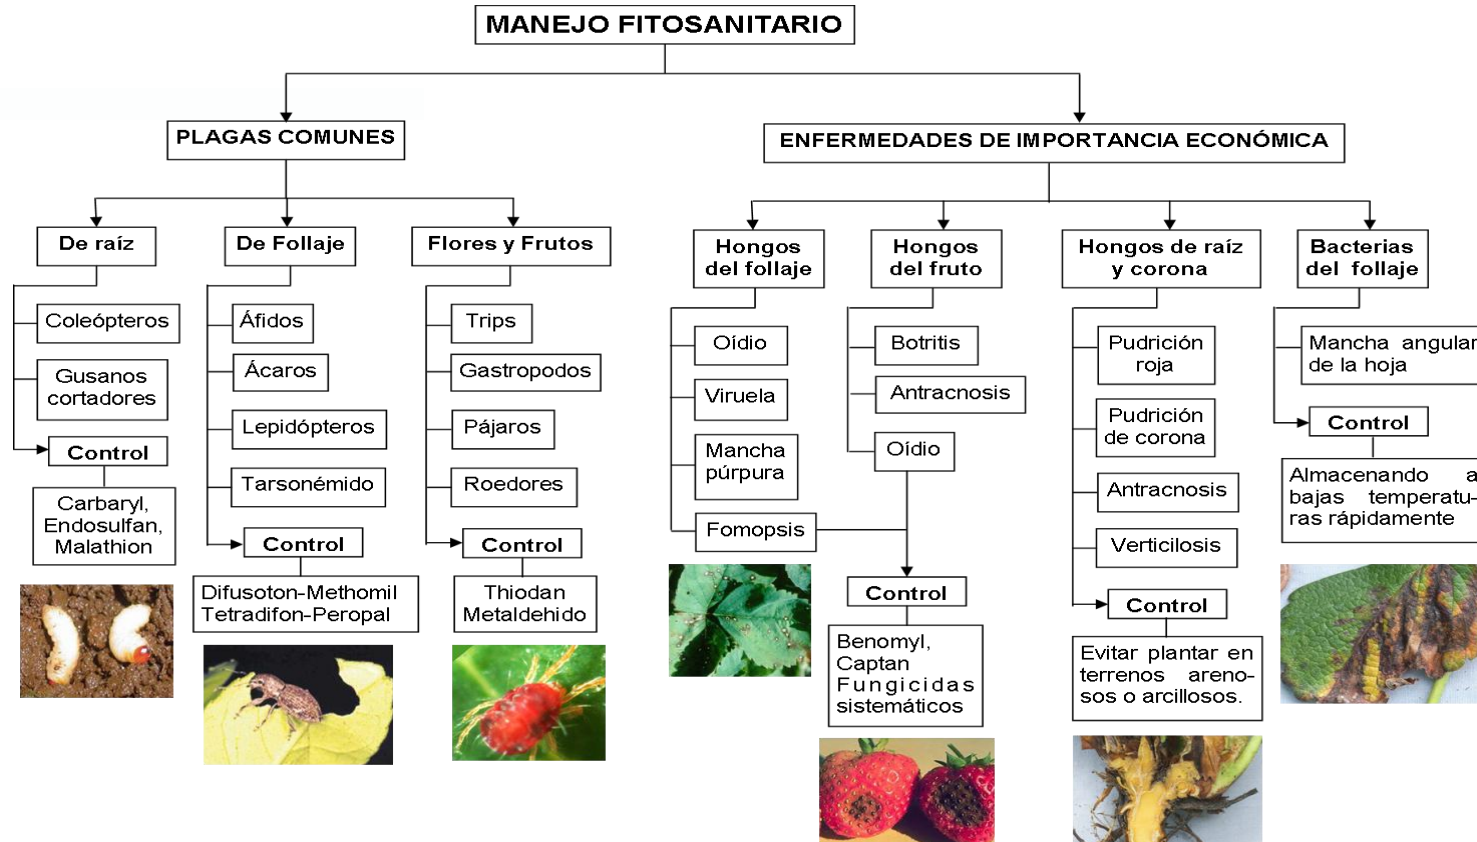 MANEJO FITOSANITARIO
PLAGAS COMUNES
De raíz
Coleópteros
Gusanos
cortadores
Control
Carbaryl,
Endosulfan,
Malathion
De Follaje
Áfidos
Ácaros
Lepidópteros
Tarsonémido
Control
Difusoton-Methomil
Tetradifon-Peropal
Flores y Frutos
Trips
Gastropodos
Pájaros
Roedores
Control
Thiodan
Metaldehido
ENFERMEDADES DE IMPORTANCIA ECONÓMICA
Hongos
del follaje
Oídio
Viruela
Mancha
púrpura
Fomopsis
Hongos
del fruto
Botritis
Antracnosis
Oídio
Control
Benomyl,
Captan
Fungicidas
sistemáticos
Hongos de raíz
y corona
Pudrición
roja
Pudrición
de corona
Antracnosis
Verticilosis
Control
Evitar plantar en
terrenos areno-
sos o arcillosos.
Bacterias
del follaje
Mancha angular
de la hoja
Control
Almacenando a
bajas temperatu-
ras rápidamente